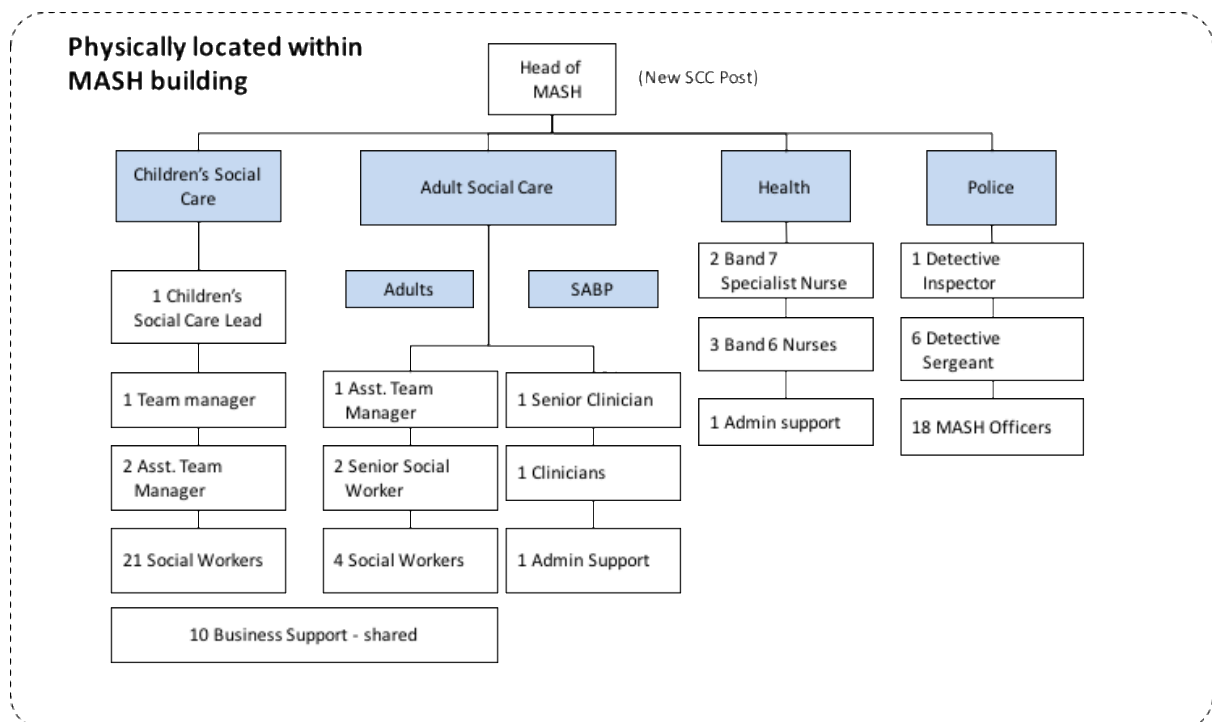 Physically located within
MASH building
Head of
MASH
(New SCC Post)
Children's Social
Care
Adult Social Care
Health
Police
1 Children's
Social Care Lead
Adults
SABP
2 Band 7
Specialist Nurse
1 Detective
Inspector
3 Band 6 Nurses
6 Detective
Sergeant
1 Team manager
1 Asst. Team
Manager
1 Senior Clinician
1 Admin support
18 MASH Officers
2 Asst. Team
Manager
2 Senior Social
Worker
1 Clinicians
21 Social Workers
4 Social Workers
1 Admin Support
10 Business Support - shared